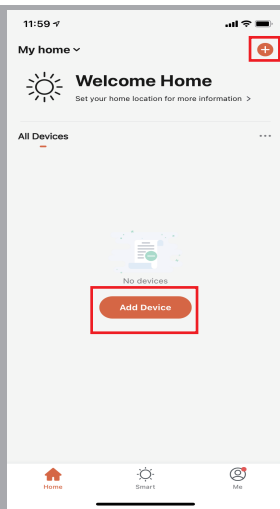 11:59
My home
Welcome Home
Set your home location for more information >
All Devices
No devices
Add Device
Home Smart Me